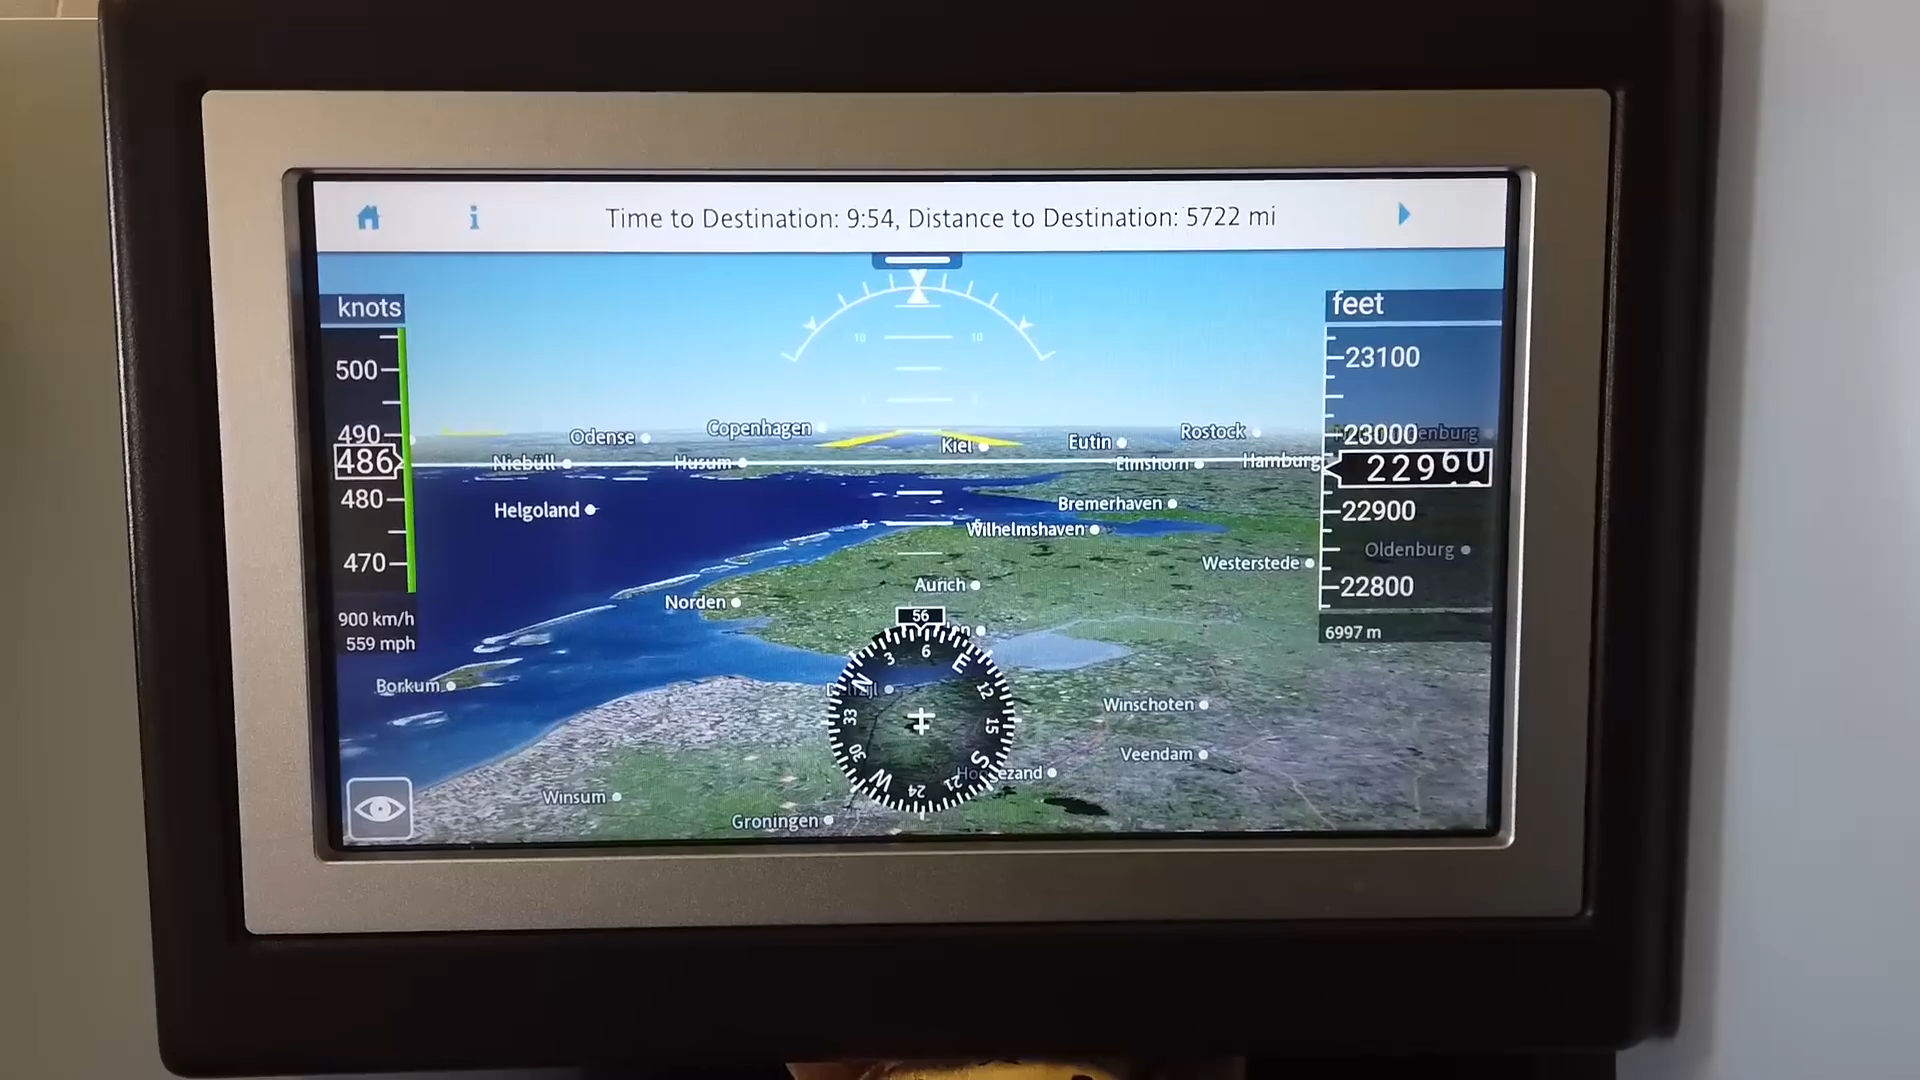 i
Time to Destination: 9:54, Distance to Destination: 5722 mi
knots
feet
500
490
486
480
470
900 km/h
559 mph
10
10
23100
23000
22960
22900
22800
6997 m
Odense
Copenhagen
Kiel
Eutin
Rostock
Niebüll
Husum
Elmshorn
Hamburg
Helgoland
Bremerhaven
Wilhelmshaven
Westerstede
Oldenburg
Aurich
Norden
56
3
6
E
12
15
S
21
24
W
30
33
N
Borkum
Winschoten
Veendam
Winsum
Groningen